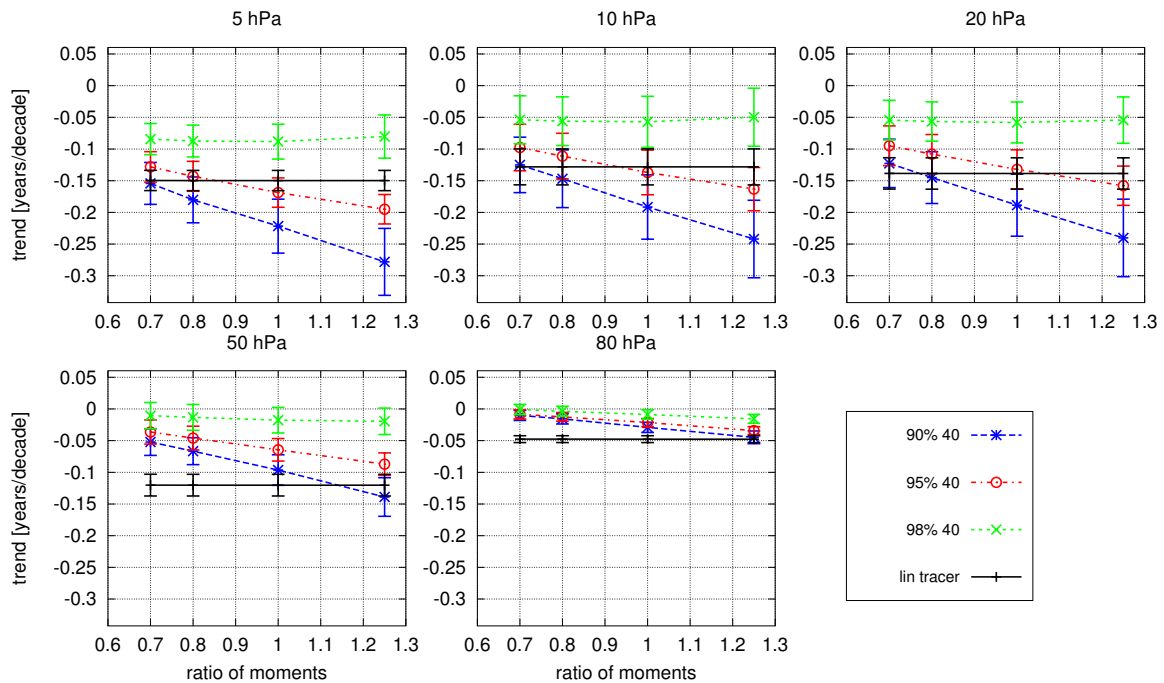 5 hPa
10 hPa
20 hPa
trend [years/decade]
0.05
0
-0.05
-0.1
-0.15
-0.2
-0.25
-0.3
0.6 0.7 0.8 0.9 1 1.1 1.2 1.3
0.05
0
-0.05
-0.1
-0.15
-0.2
-0.25
-0.3
0.6 0.7 0.8 0.9 1 1.1 1.2 1.3
0.05
0
-0.05
-0.1
-0.15
-0.2
-0.25
-0.3
0.6 0.7 0.8 0.9 1 1.1 1.2 1.3
50 hPa
80 hPa
trend [years/decade]
0.05
0
-0.05
-0.1
-0.15
-0.2
-0.25
-0.3
0.6 0.7 0.8 0.9 1 1.1 1.2 1.3
ratio of moments
0.05
0
-0.05
-0.1
-0.15
-0.2
-0.25
-0.3
0.6 0.7 0.8 0.9 1 1.1 1.2 1.3
ratio of moments
90% 40
95% 40
98% 40
lin tracer